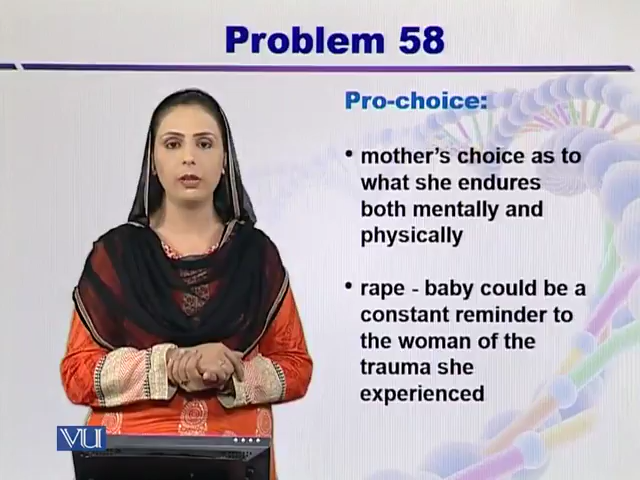 Problem 58
Pro-choice:
• mother's choice as to
what she endures
both mentally and
physically
• rape - baby could be a
constant reminder to
the woman of the
trauma she
experienced
VU